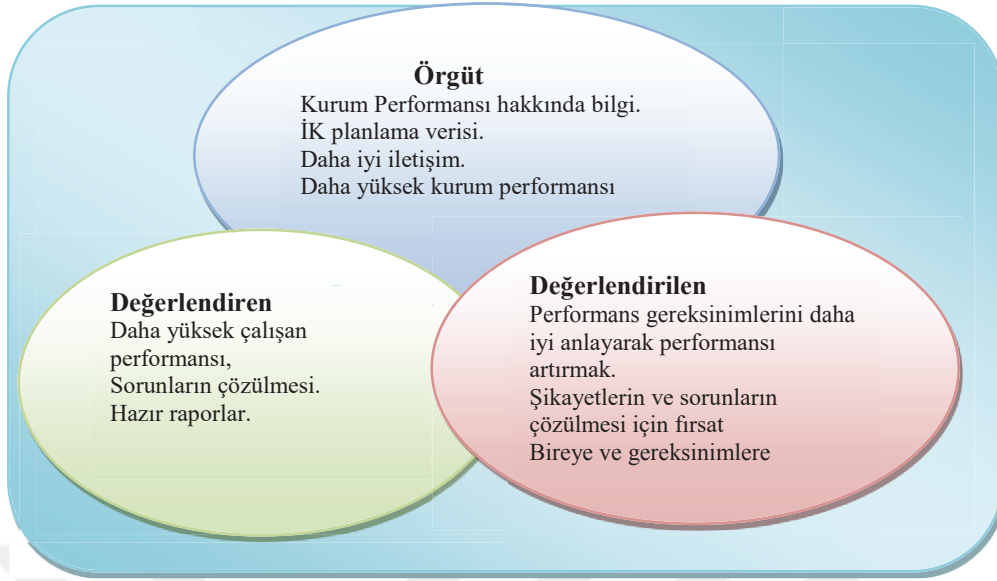 Örgüt
Kurum Performansı hakkında bilgi.
İK planlama verisi.
Daha iyi iletişim.
Daha yüksek kurum performansı
Değerlendiren
Daha yüksek çalışan
performansı,
Sorunların çözülmesi.
Hazır raporlar.
Değerlendirilen
Performans gereksinimlerini daha
iyi anlayarak performansı
artırmak.
Şikayetlerin ve sorunların
çözülmesi için fırsat
Bireye ve gereksinimlere